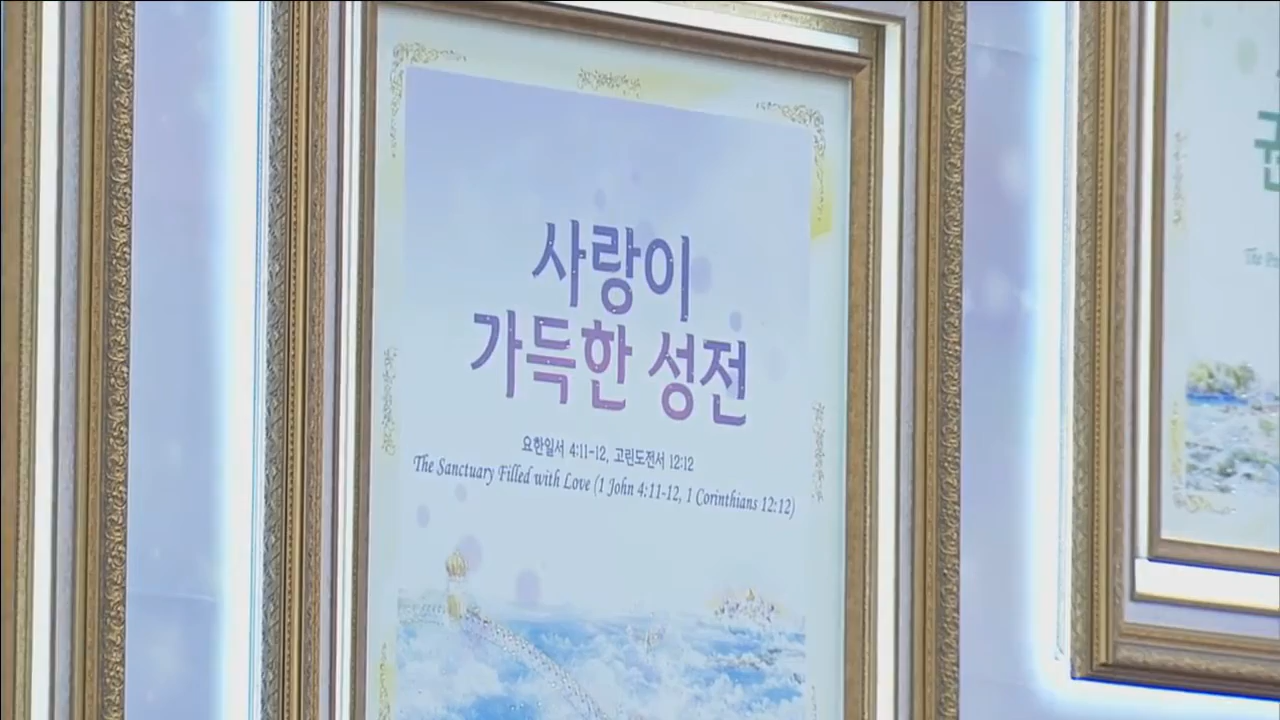 사랑이
가득한 성전
요한일서 4:11-12, 고린도전서 12:12
The Sanctuary Filled with Love (1 John 4:11-12, 1 Corinthians 12:12)